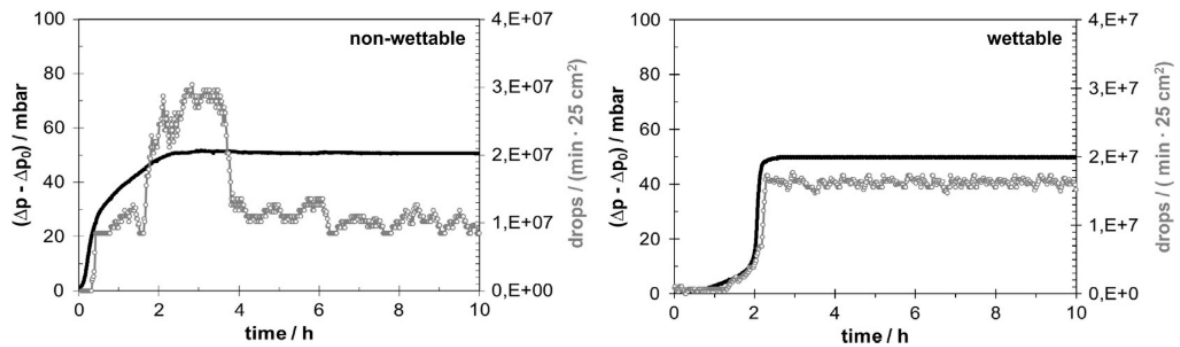 100
80
60
40
20
0
(Δp - Δp₀) / mbar
non-wettable
4,E+07
3,E+07
2,E+07
1,E+07
0,E+00
drops / (min · 25 cm²)
0 2 4 6 8 10
time / h
100
80
60
40
20
0
(Δp - Δp₀) / mbar
wettable
4,E+7
3,E+7
2,E+7
1,E+7
0,E+0
drops / ( min · 25 cm²)
0 2 4 6 8 10
time / h